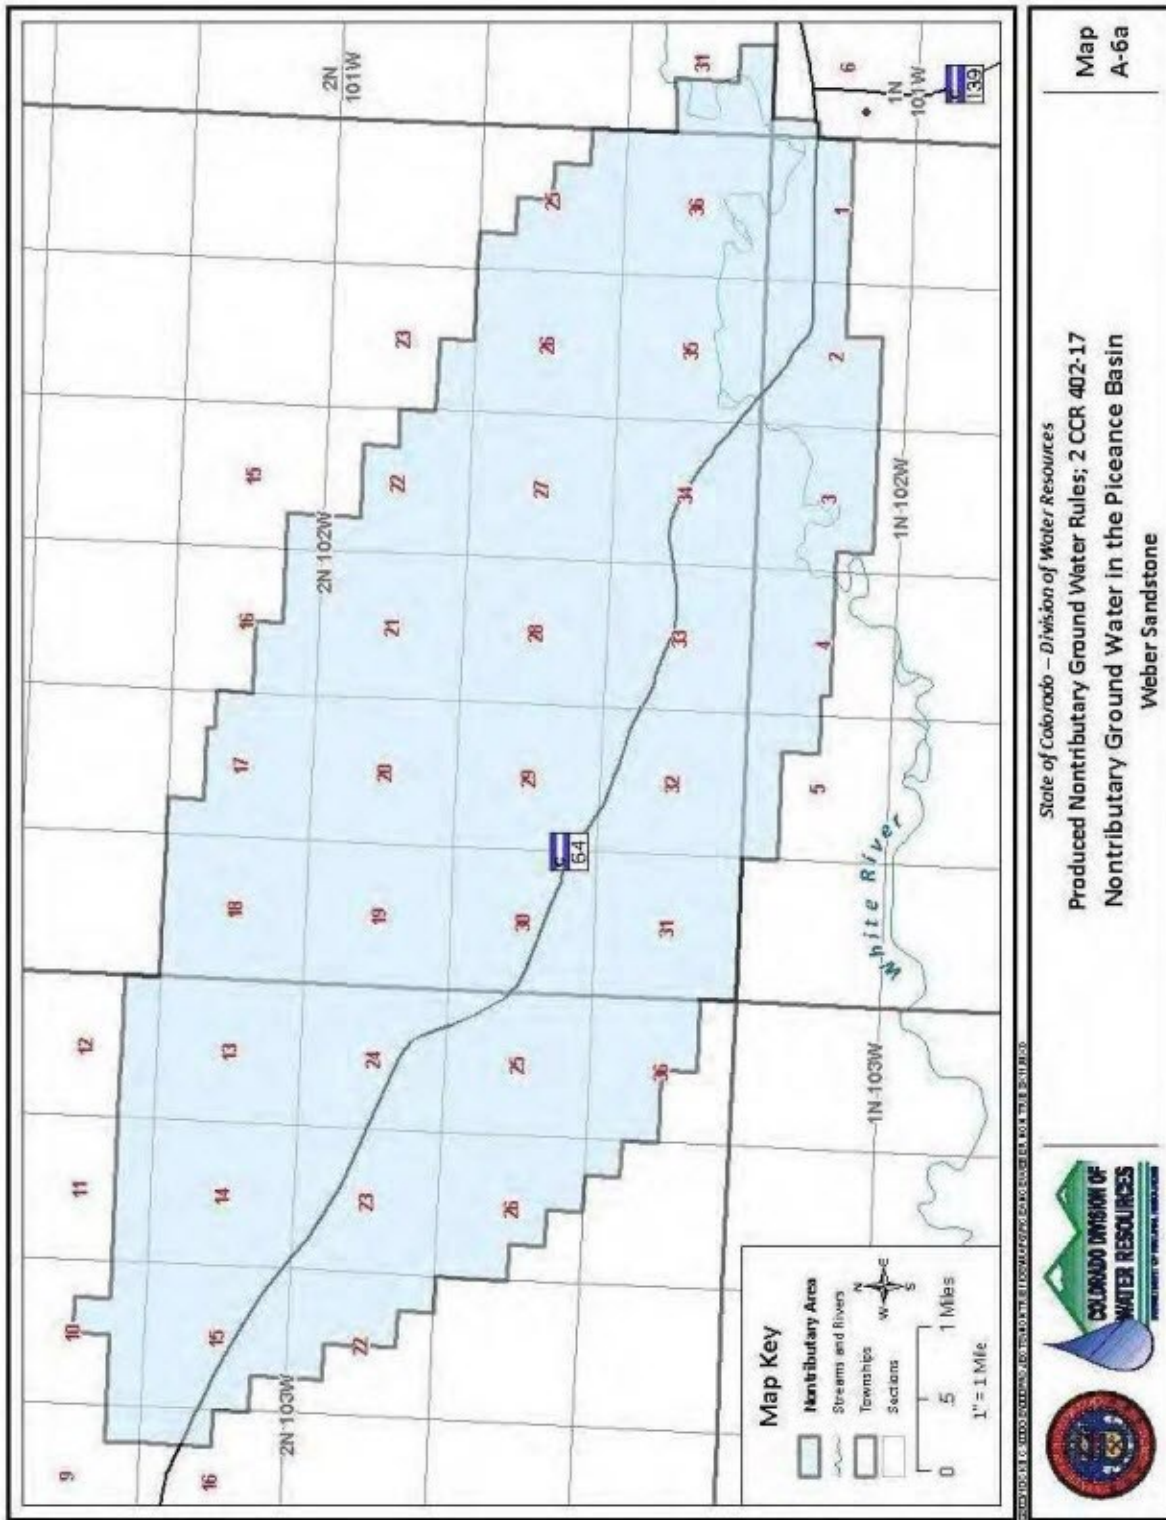 9
10
11
12
16
15
14
13
18
17
16
15
22
23
24
19
20
21
22
23
26
25
30
29
28
27
26
25
36
31
32
33
34
35
36
31
5
4
3
2
1
6
2N 103W
2N 102W
2N
101W
1N 103W
1N 102W
1N
101W
C
64
C
139
White River
Map Key
Nontributary Area
Streams and Rivers
Townships
Sections
N
W
E
S
0
.5
1 Miles
1" = 1 Mile
COLORADO DIVISION OF
WATER RESOURCES
State of Colorado – Division of Water Resources
Produced Nontributary Ground Water Rules; 2 CCR 402-17
Nontributary Ground Water in the Piceance Basin
Weber Sandstone
Map
A-6a